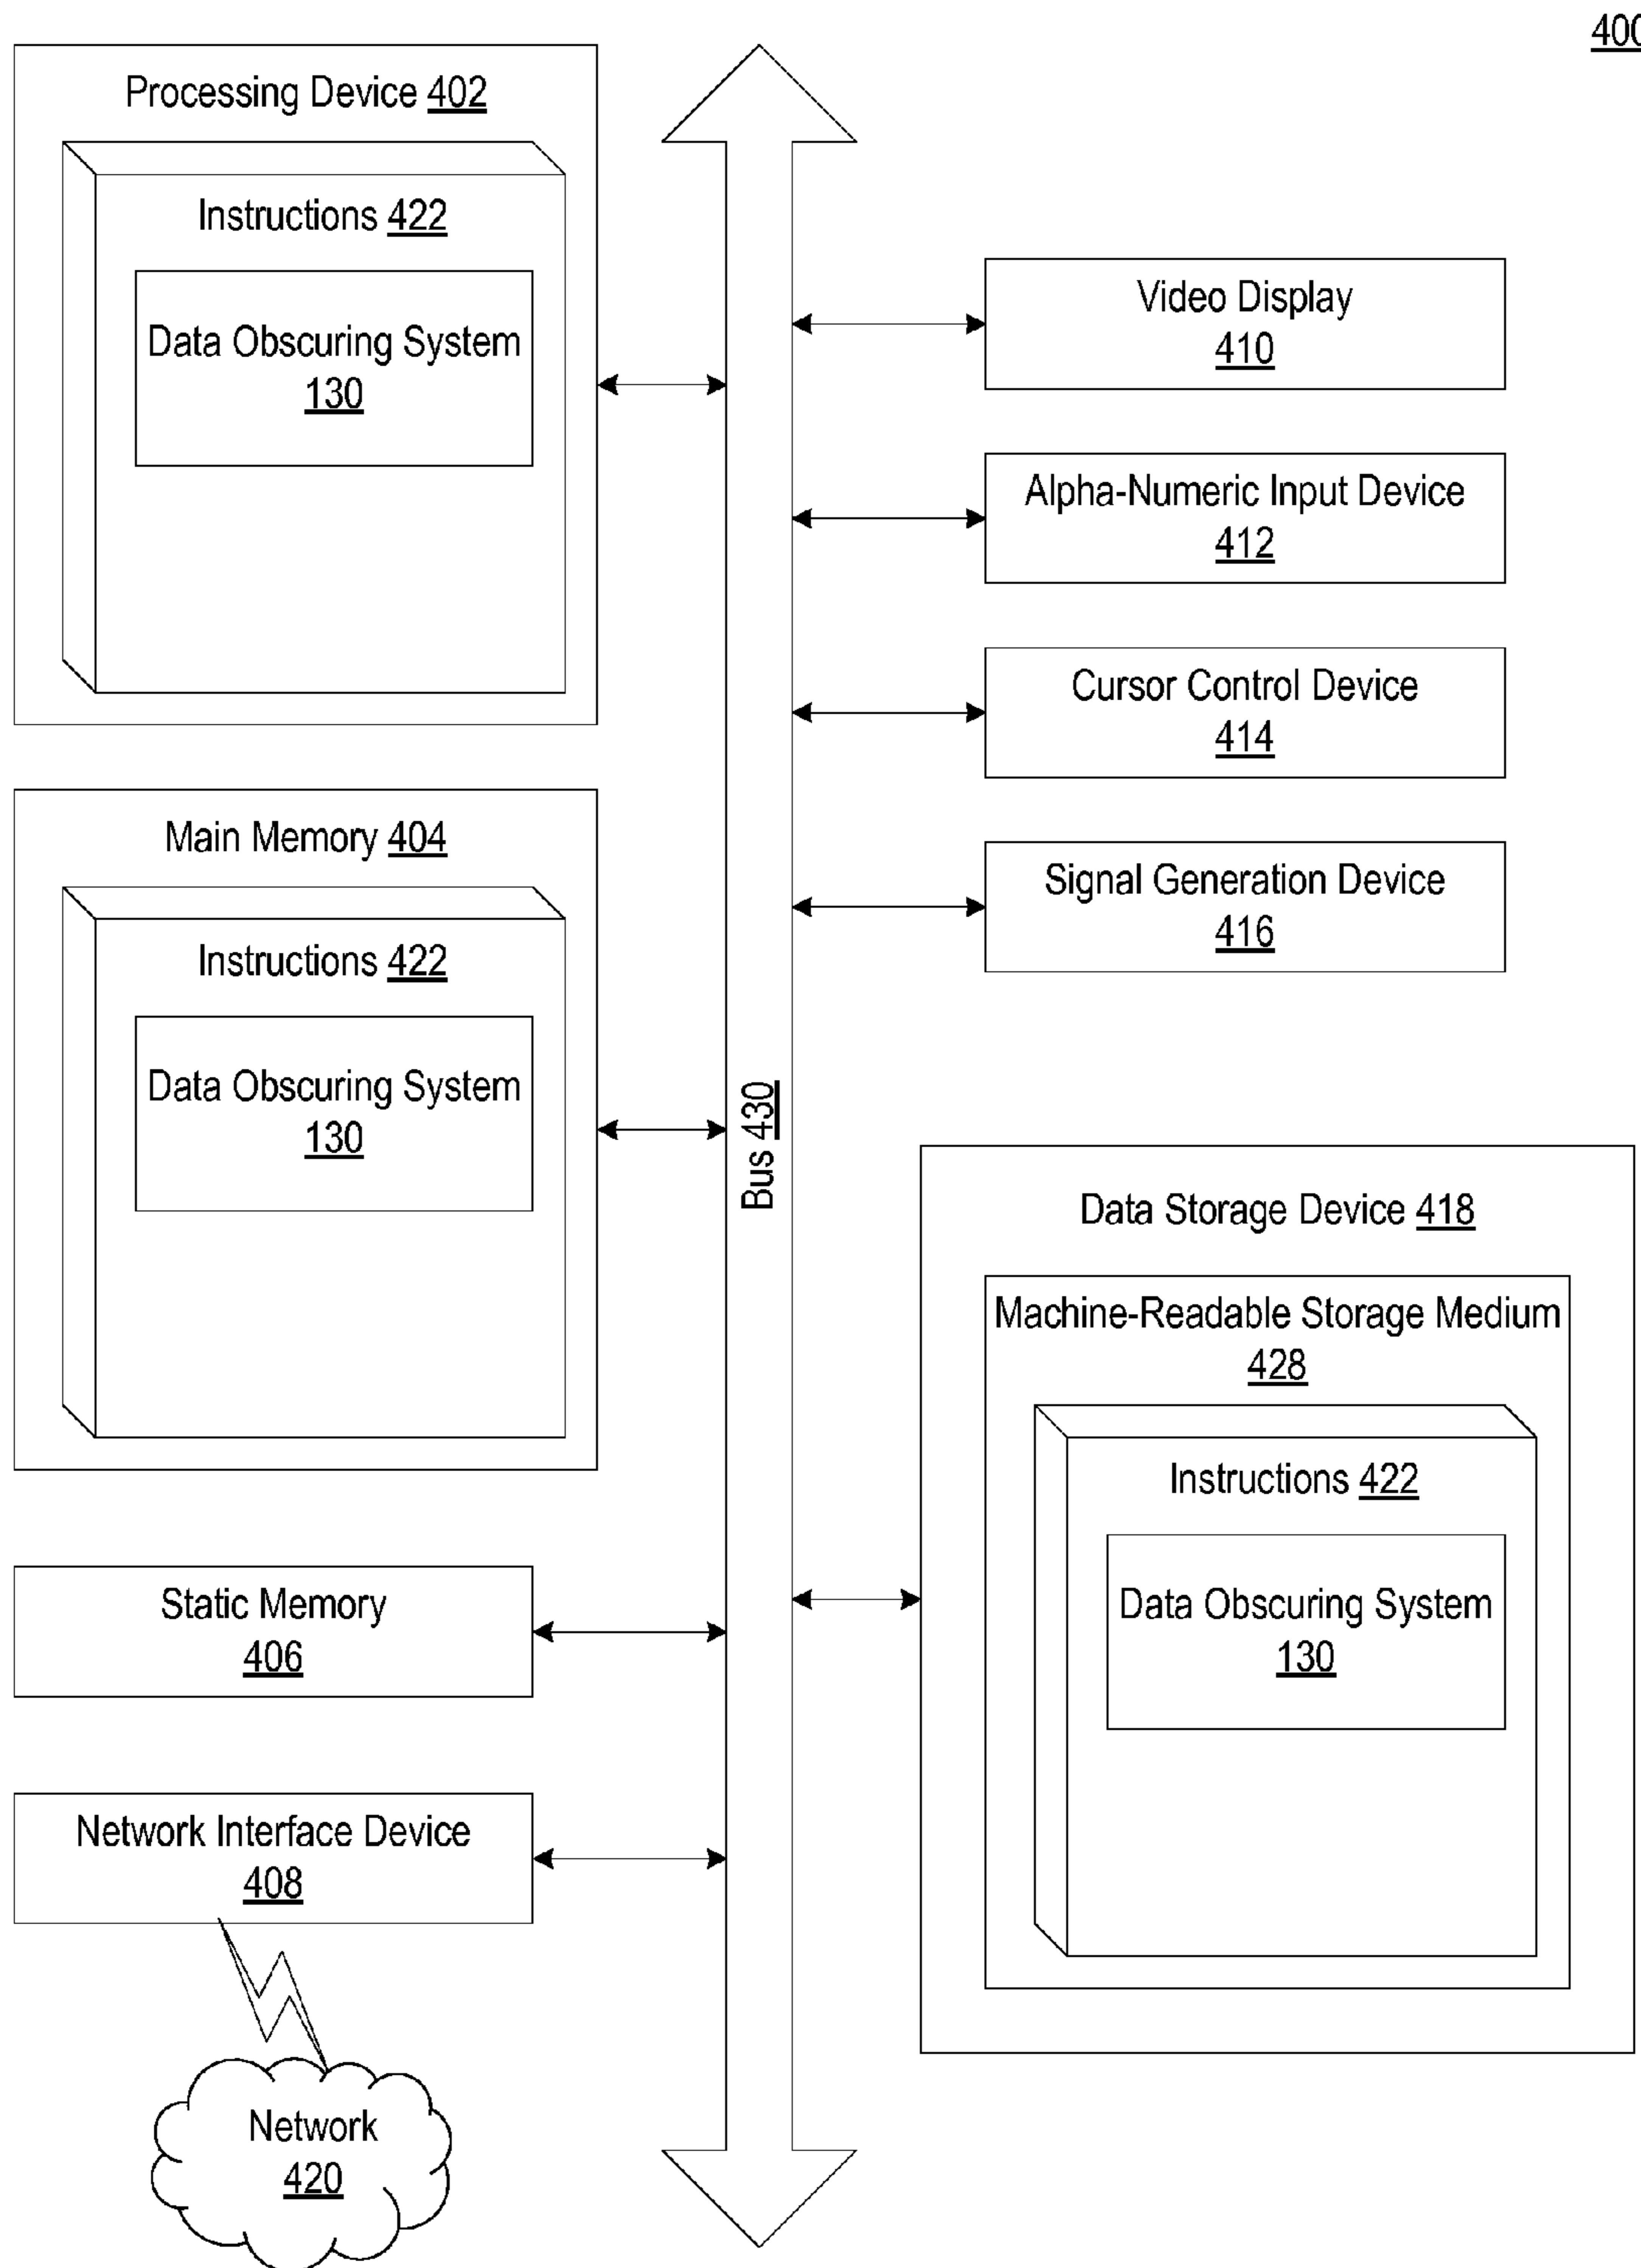 400
Processing Device 402
Instructions 422
Data Obscuring System
130
Main Memory 404
Instructions 422
Data Obscuring System
130
Static Memory
406
Network Interface Device
408
Network
420
Bus 430
Video Display
410
Alpha-Numeric Input Device
412
Cursor Control Device
414
Signal Generation Device
416
Data Storage Device 418
Machine-Readable Storage Medium
428
Instructions 422
Data Obscuring System
130